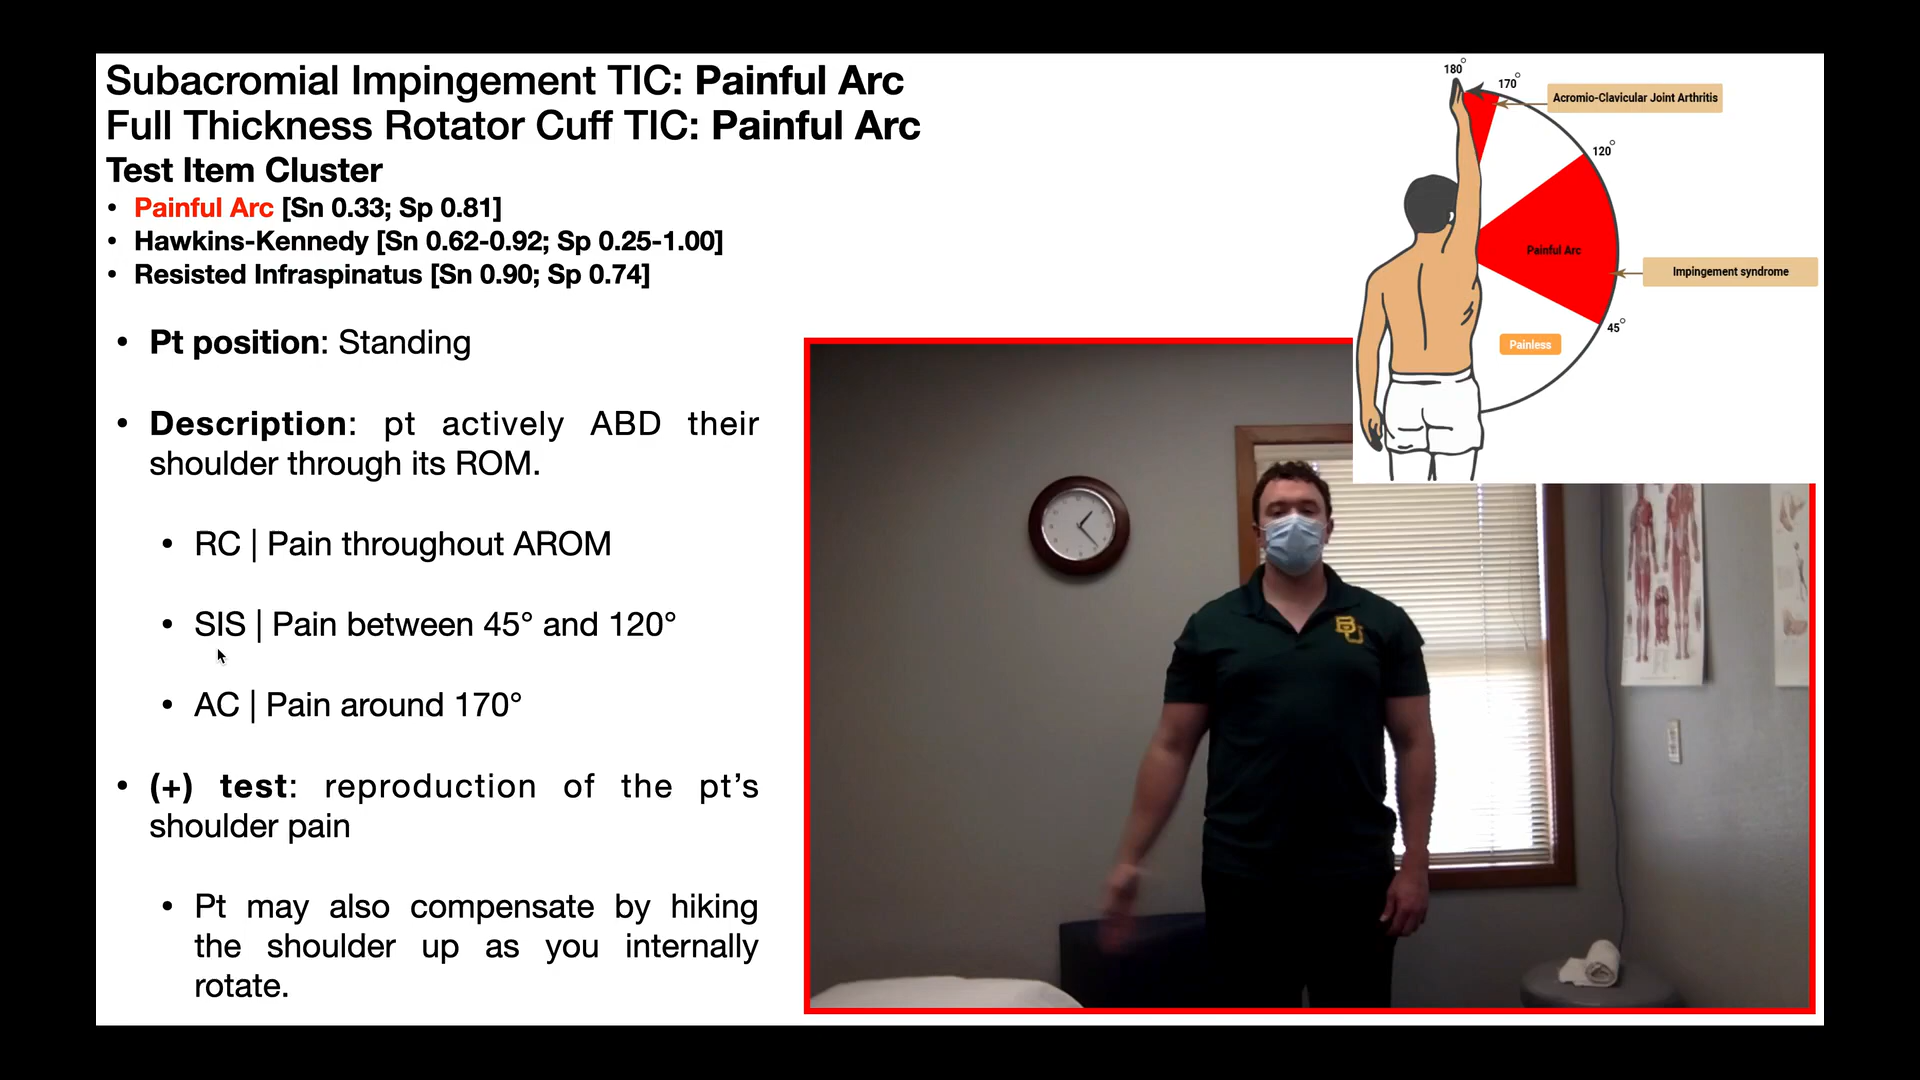 Subacromial Impingement TIC: Painful Arc
Full Thickness Rotator Cuff TIC: Painful Arc
Test Item Cluster
• Painful Arc [Sn 0.33; Sp 0.81]
• Hawkins-Kennedy [Sn 0.62-0.92; Sp 0.25-1.00]
• Resisted Infraspinatus [Sn 0.90; Sp 0.74]
• Pt position: Standing
• Description: pt actively ABD their
shoulder through its ROM.
• RC | Pain throughout AROM
• SIS | Pain between 45° and 120°
• AC | Pain around 170°
• (+) test: reproduction of the pt's
shoulder pain
• Pt may also compensate by hiking
the shoulder up as you internally
rotate.
180°
170°
Acromio-Clavicular Joint Arthritis
120°
Painful Arc
Impingement syndrome
45°
Painless
BU